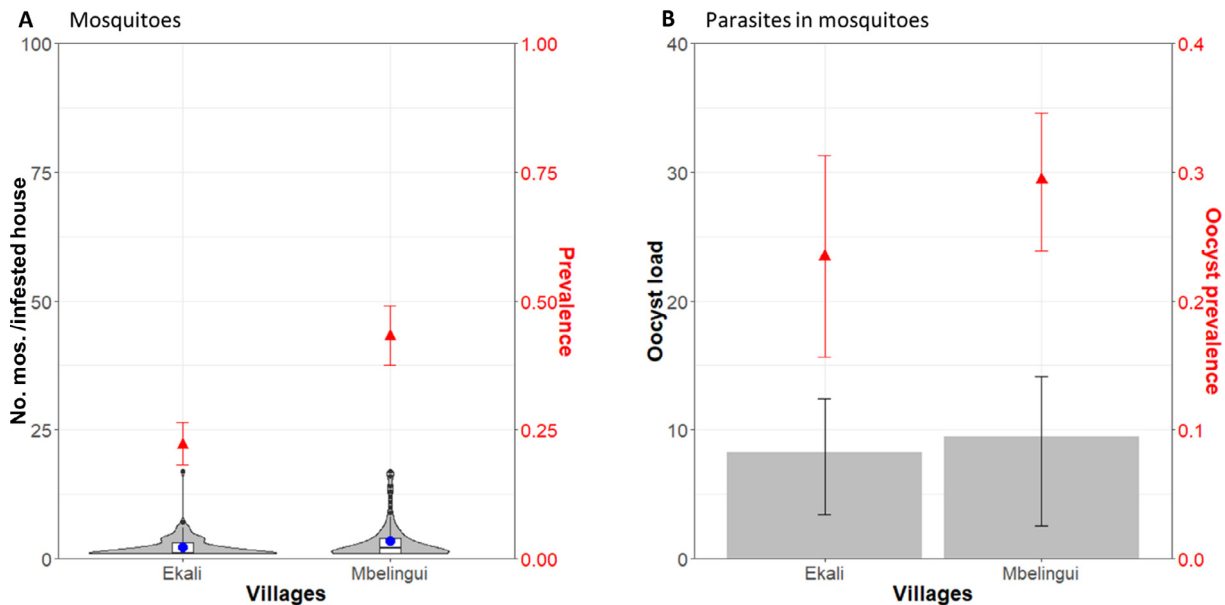 A Mosquitoes
100
75
50
25
0
No. mos. /infested house
1.00
0.75
0.50
0.25
0.00
Prevalence
Ekali
Mbelingui
Villages
B Parasites in mosquitoes
40
30
20
10
0
Oocyst load
0.4
0.3
0.2
0.1
0.0
Oocyst prevalence
Ekali
Mbelingui
Villages